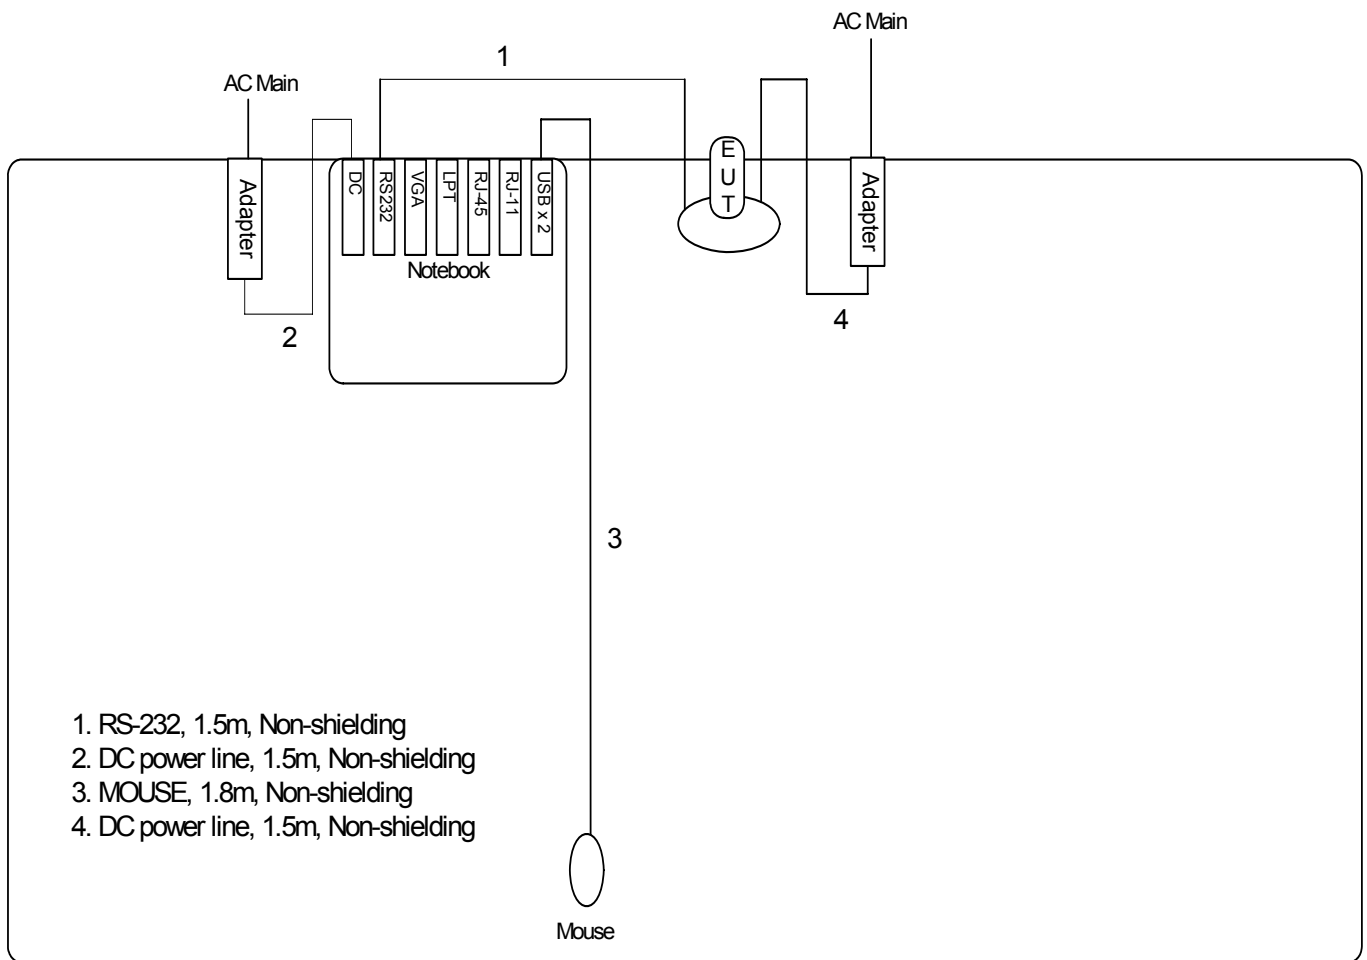 AC Main
1
AC Main
Adapter
DC
RS232
VGA
LPT
RJ-45
RJ-11
USB x 2
Notebook
E
U
T
Adapter
2
4
3
1. RS-232, 1.5m, Non-shielding
2. DC power line, 1.5m, Non-shielding
3. MOUSE, 1.8m, Non-shielding
4. DC power line, 1.5m, Non-shielding
Mouse